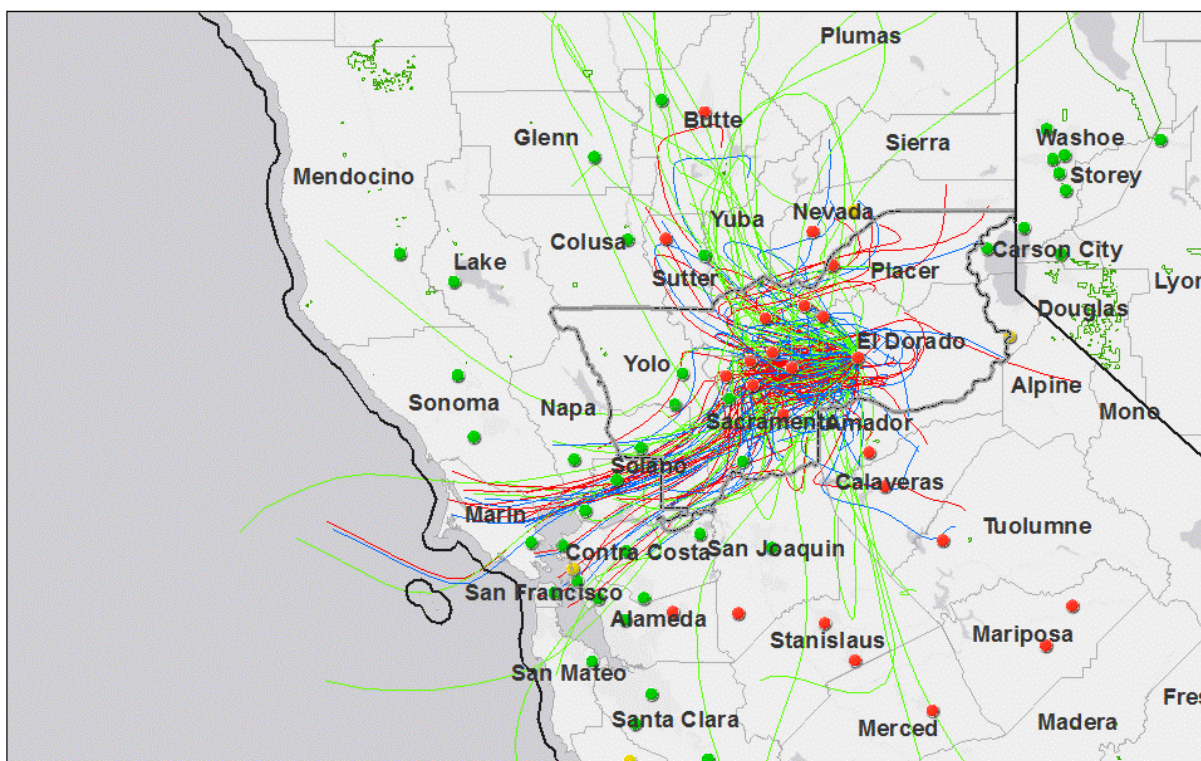 Plumas
Butte
Glenn
Washoe
Sierra
Mendocino
Storey
Nevada
Yuba
Colusa
Carson City
Lake
Placer
Sutter
Lyon
Douglas
El Dorado
Yolo
Alpine
Sonoma
Napa
Mono
Sacramento
Amador
Solano
Calaveras
Marin
Tuolumne
Contra Costa
San Joaquin
San Francisco
Alameda
Mariposa
Stanislaus
San Mateo
Fres
Santa Clara
Madera
Merced